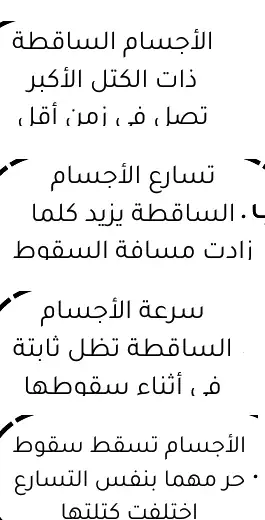 الأجسام الساقطة
ذات الكتل الأكبر
تصل في زمن أقل
تسارع الأجسام
الساقطة يزيد كلما
زادت مسافة السقوط
سرعة الأجسام
الساقطة تظل ثابتة
في أثناء سقوطها
الأجسام تسقط سقوط
حر مهما بنفس التسارع
اختلفت كتلتها